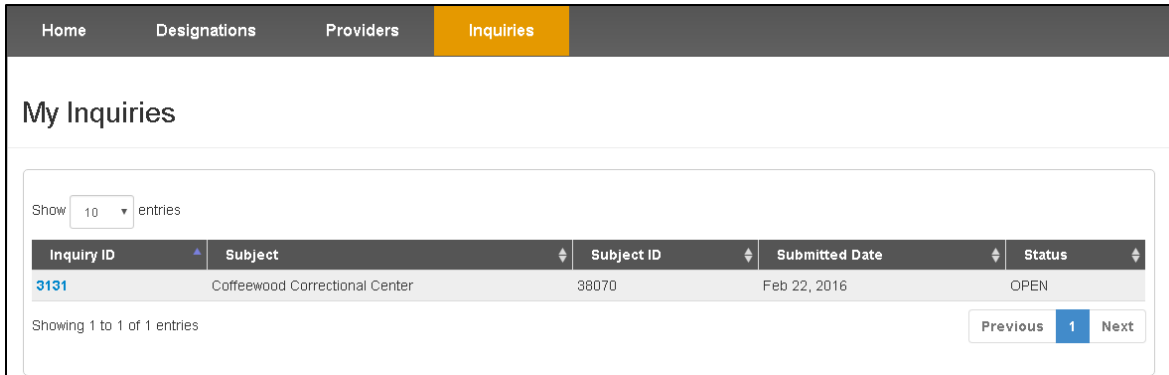 Home Designations Providers Inquiries
My Inquiries
Show 10 entries
Inquiry ID Subject Subject ID Submitted Date Status
3131 Coffeewood Correctional Center 38070 Feb 22, 2016 OPEN
Showing 1 to 1 of 1 entries Previous 1 Next